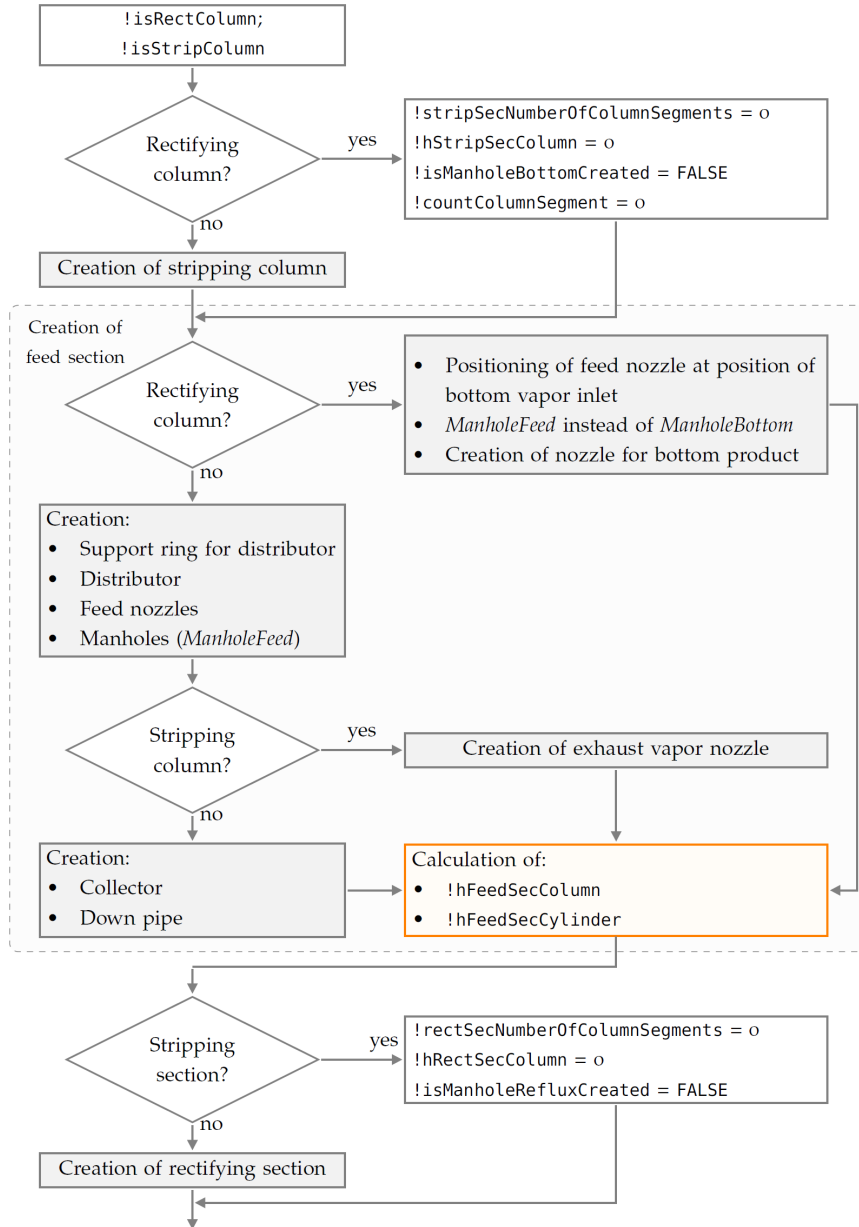 !isRectColumn;
!isStripColumn
Rectifying
column?
yes
!stripSecNumberOfColumnSegments = 0
!hStripSecColumn = 0
!isManholeBottomCreated = FALSE
!countColumnSegment = 0
no
Creation of stripping column
Creation of
feed section
Rectifying
column?
yes
• Positioning of feed nozzle at position of
bottom vapor inlet
• ManholeFeed instead of ManholeBottom
• Creation of nozzle for bottom product
no
Creation:
• Support ring for distributor
• Distributor
• Feed nozzles
• Manholes (ManholeFeed)
Stripping
column?
yes
Creation of exhaust vapor nozzle
no
Creation:
• Collector
• Down pipe
Calculation of:
• !hFeedSecColumn
• !hFeedSecCylinder
Stripping
section?
yes
!rectSecNumberOfColumnSegments = 0
!hRectSecColumn = 0
!isManholeRefluxCreated = FALSE
no
Creation of rectifying section